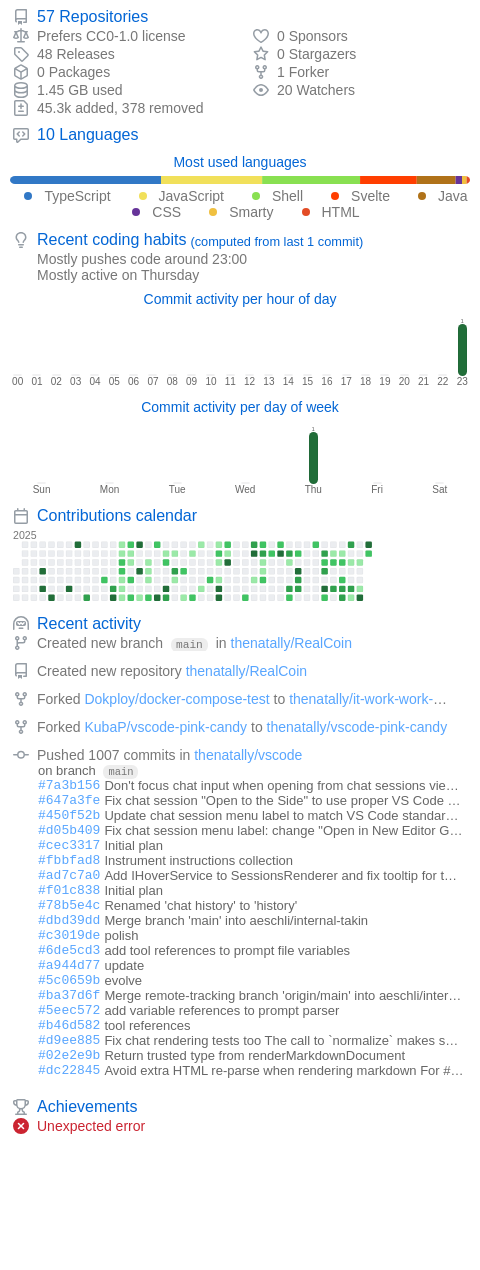 57 Repositories
Prefers CC0-1.0 license
0 Sponsors
48 Releases
0 Stargazers
0 Packages
1 Forker
1.45 GB used
20 Watchers
45.3k added, 378 removed
10 Languages
Most used languages
TypeScript JavaScript Shell Svelte Java
CSS Smarty HTML
Recent coding habits (computed from last 1 commit)
Mostly pushes code around 23:00
Mostly active on Thursday
Commit activity per hour of day
1
00 01 02 03 04 05 06 07 08 09 10 11 12 13 14 15 16 17 18 19 20 21 22 23
Commit activity per day of week
1
Sun Mon Tue Wed Thu Fri Sat
Contributions calendar
2025
Recent activity
Created new branch main in thenatally/RealCoin
Created new repository thenatally/RealCoin
Forked Dokploy/docker-compose-test to thenatally/it-work-work-…
Forked KubaP/vscode-pink-candy to thenatally/vscode-pink-candy
Pushed 1007 commits in thenatally/vscode
on branch main
#7a3b156 Don't focus chat input when opening from chat sessions vie…
#647a3fe Fix chat session "Open to the Side" to use proper VS Code …
#450f52b Update chat session menu label to match VS Code standar…
#d05b409 Fix chat session menu label: change "Open in New Editor G…
#cec3317 Initial plan
#fbbfad8 Instrument instructions collection
#ad7c7a0 Add IHoverService to SessionsRenderer and fix tooltip for t…
#f01c838 Initial plan
#78b5e4c Renamed 'chat history' to 'history'
#dbd39dd Merge branch 'main' into aeschli/internal-takin
#c3019de polish
#6de5cd3 add tool references to prompt file variables
#a944d77 update
#5c0659b evolve
#ba37d6f Merge remote-tracking branch 'origin/main' into aeschli/inter…
#5eec572 add variable references to prompt parser
#b46d582 tool references
#d9ee885 Fix chat rendering tests too The call to `normalize` makes s…
#02e2e9b Return trusted type from renderMarkdownDocument
#dc22845 Avoid extra HTML re-parse when rendering markdown For #…
Achievements
Unexpected error